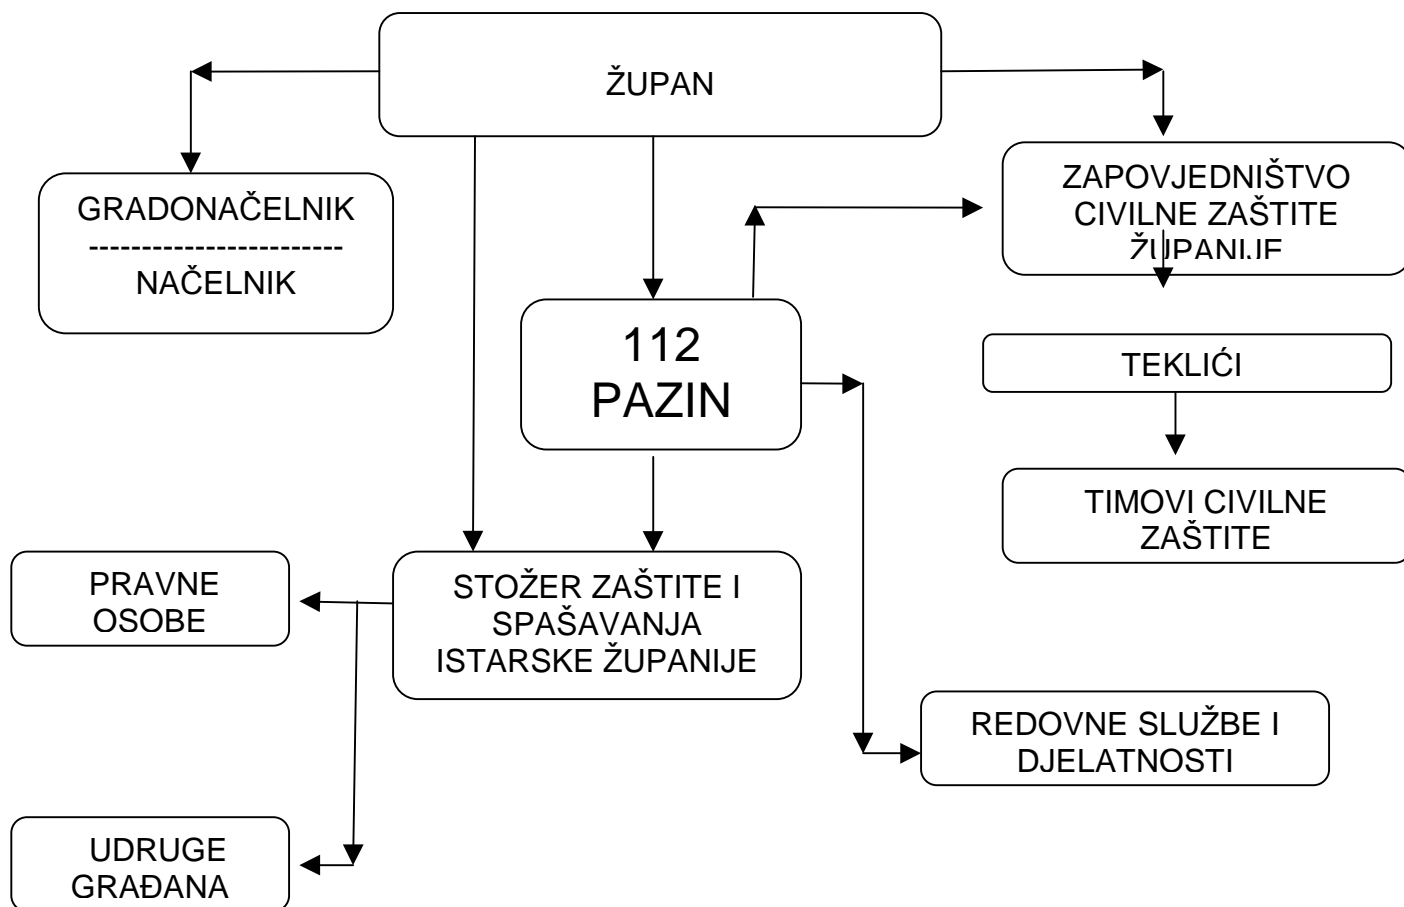 ŽUPAN
GRADONAČELNIK
------------------------
NAČELNIK
ZAPOVJEDNIŠTVO
CIVILNE ZAŠTITE
ŽUPANIJE
112
PAZIN
TEKLIĆI
TIMOVI CIVILNE
ZAŠTITE
PRAVNE
OSOBE
STOŽER ZAŠTITE I
SPAŠAVANJA
ISTARSKE ŽUPANIJE
REDOVNE SLUŽBE I
DJELATNOSTI
UDRUGE
GRAĐANA